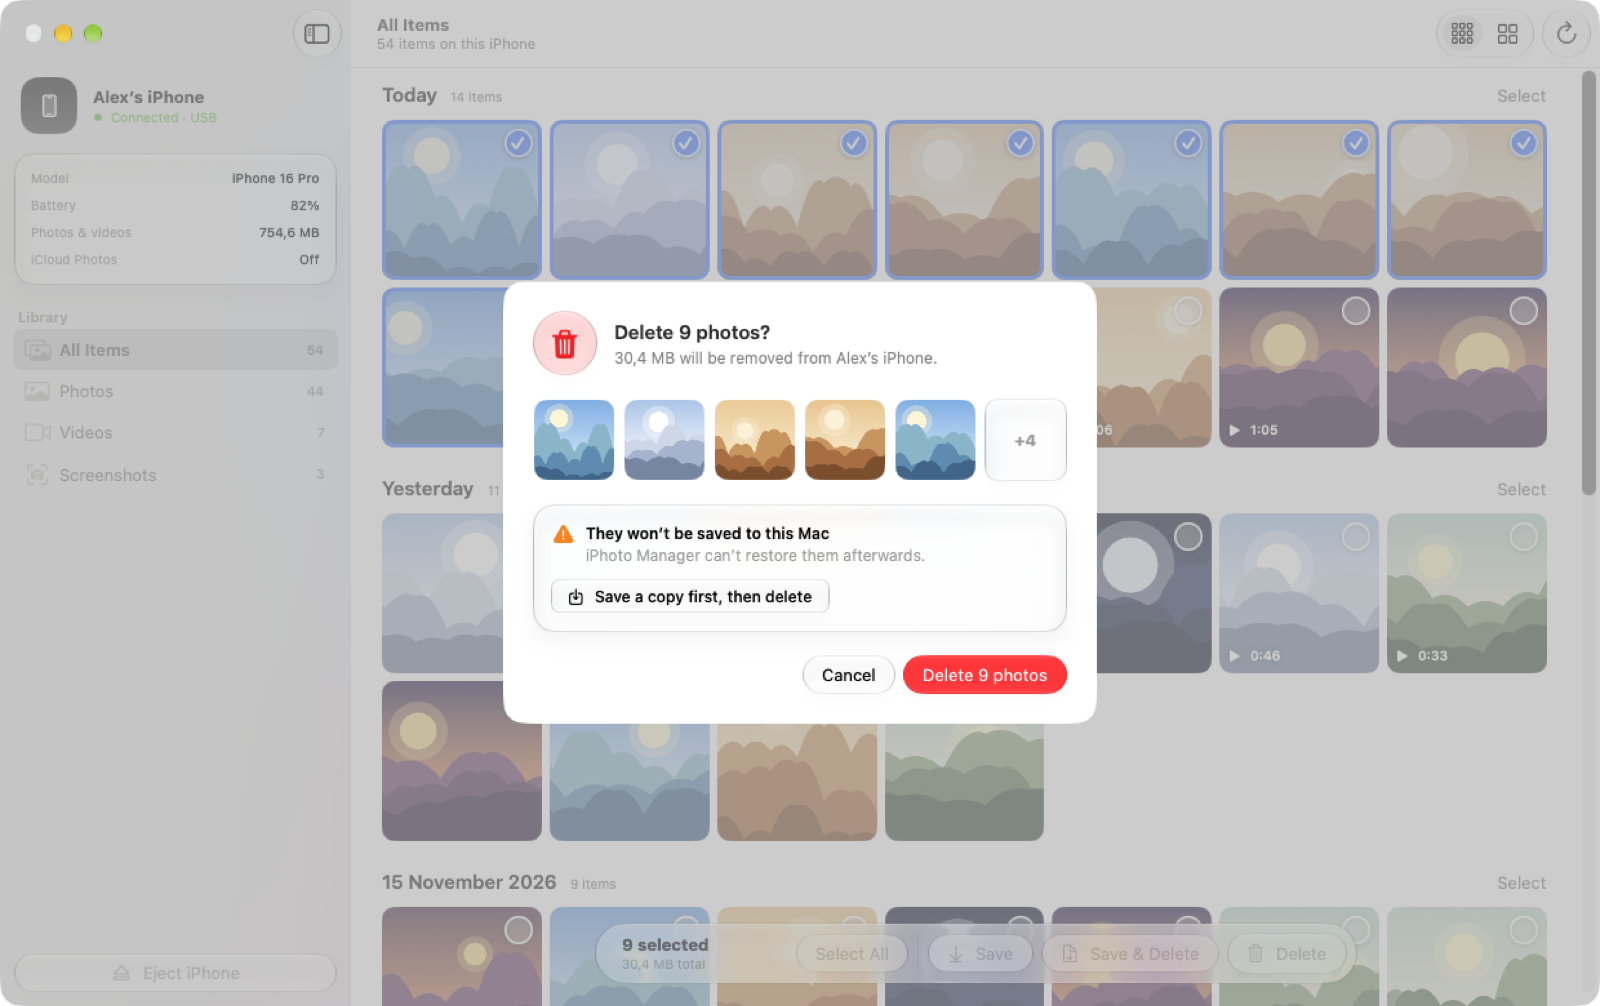 All Items
54 items on this iPhone
Alex's iPhone
Connected · USB
Model iPhone 16 Pro
Battery 82%
Photos & videos 754,6 MB
iCloud Photos Off
Library
All Items 54
Photos 44
Videos 7
Screenshots 3
Eject iPhone
Today 14 items Select
Delete 9 photos?
30,4 MB will be removed from Alex's iPhone.
+4
They won't be saved to this Mac
iPhoto Manager can't restore them afterwards.
Save a copy first, then delete
Cancel
Delete 9 photos
06
1:05
Yesterday 11 Select
0:46
0:33
15 November 2026 9 items Select
9 selected
30,4 MB total
Select All
Save
Save & Delete
Delete